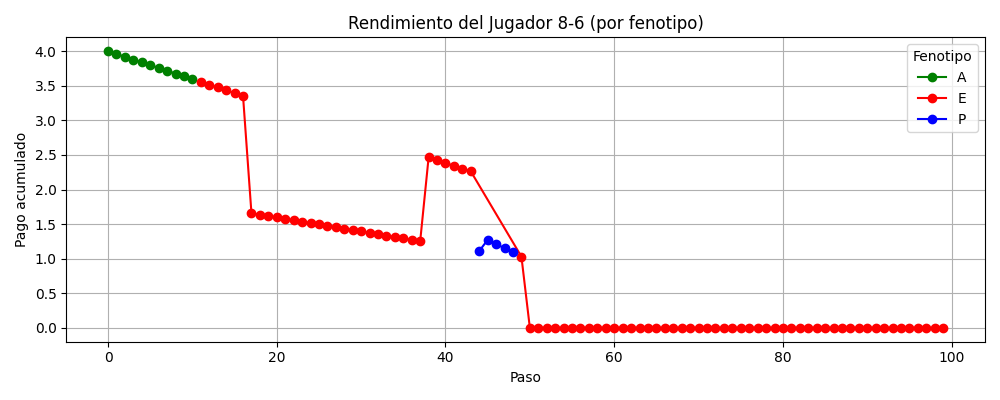 Rendimiento del Jugador 8-6 (por fenotipo)
Pago acumulado
4.0
3.5
3.0
2.5
2.0
1.5
1.0
0.5
0.0
Fenotipo
A
E
P
0 20 40 60 80 100
Paso